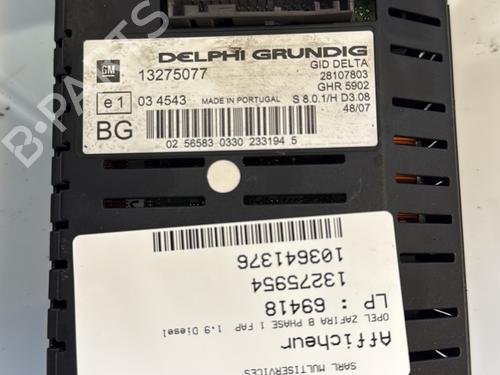 DELPHI GRUNDIG
GM 13275077
GID DELTA
28107803
GHR 5902
e1 03 4543 MADE IN PORTUGAL S 8.0.1/H D3.08
48/07
BG
02 56583 0330 233194 5
B-PARTS
SARL MULTISERVICES
Afficheur
OPEL ZAFIRA B PHASE 1 FAP 1.9 Diesel
LP : 69418
13275954
103641376